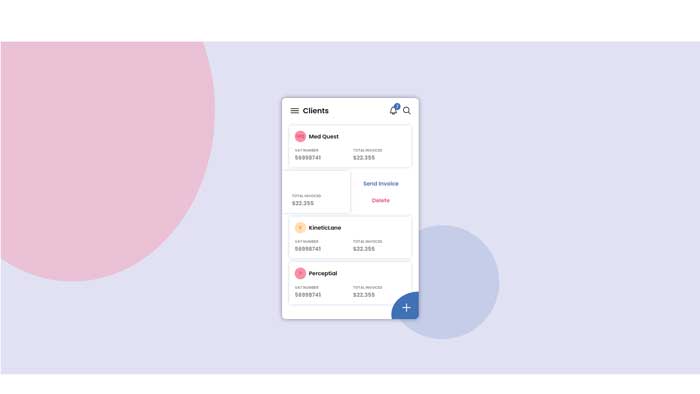 Clients
Med Quest
VAT NUMBER TOTAL INVOICES
56998741 $22.355
Send Invoice
TOTAL INVOICES
$22.355
Delete
KineticLane
VAT NUMBER TOTAL INVOICES
56998741 $22.355
Perceptial
VAT NUMBER TOTAL INVOICES
56998741 $22.355